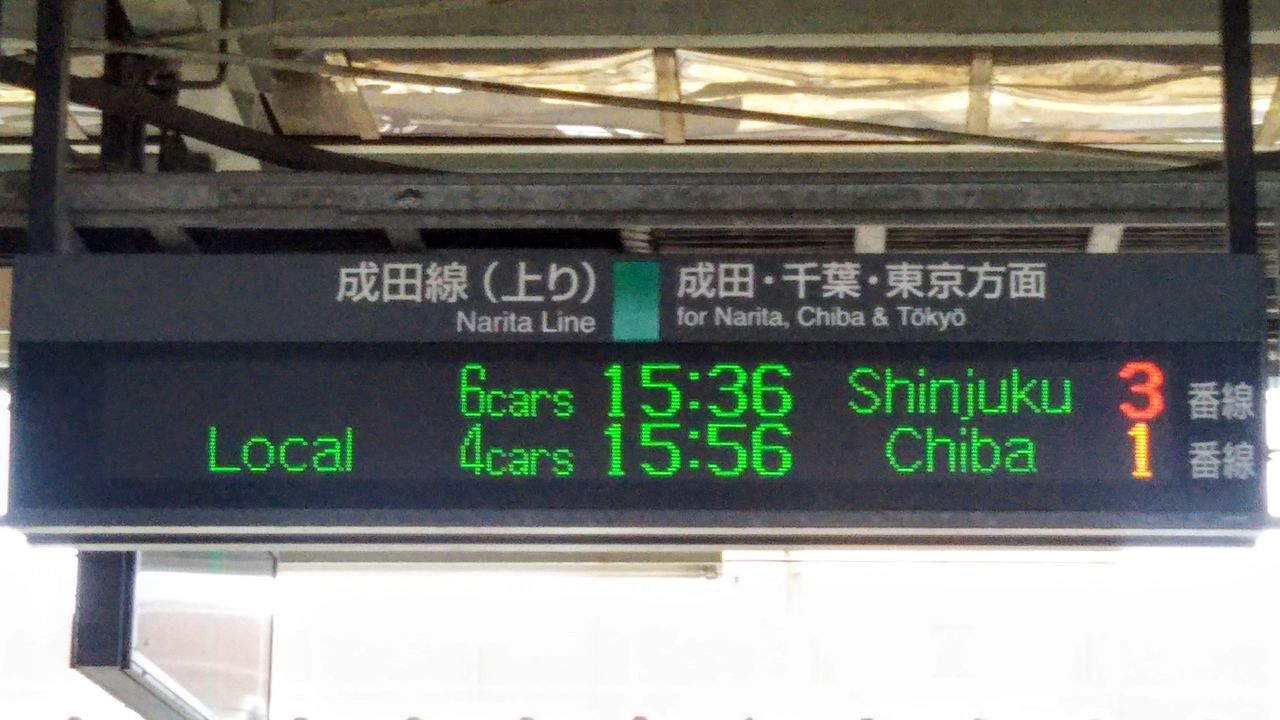 成田線（上り） 成田・千葉・東京方面
Narita Line for Narita, Chiba & Tōkyō
6cars 15:36 Shinjuku 3 番線
Local 4cars 15:56 Chiba 1 番線